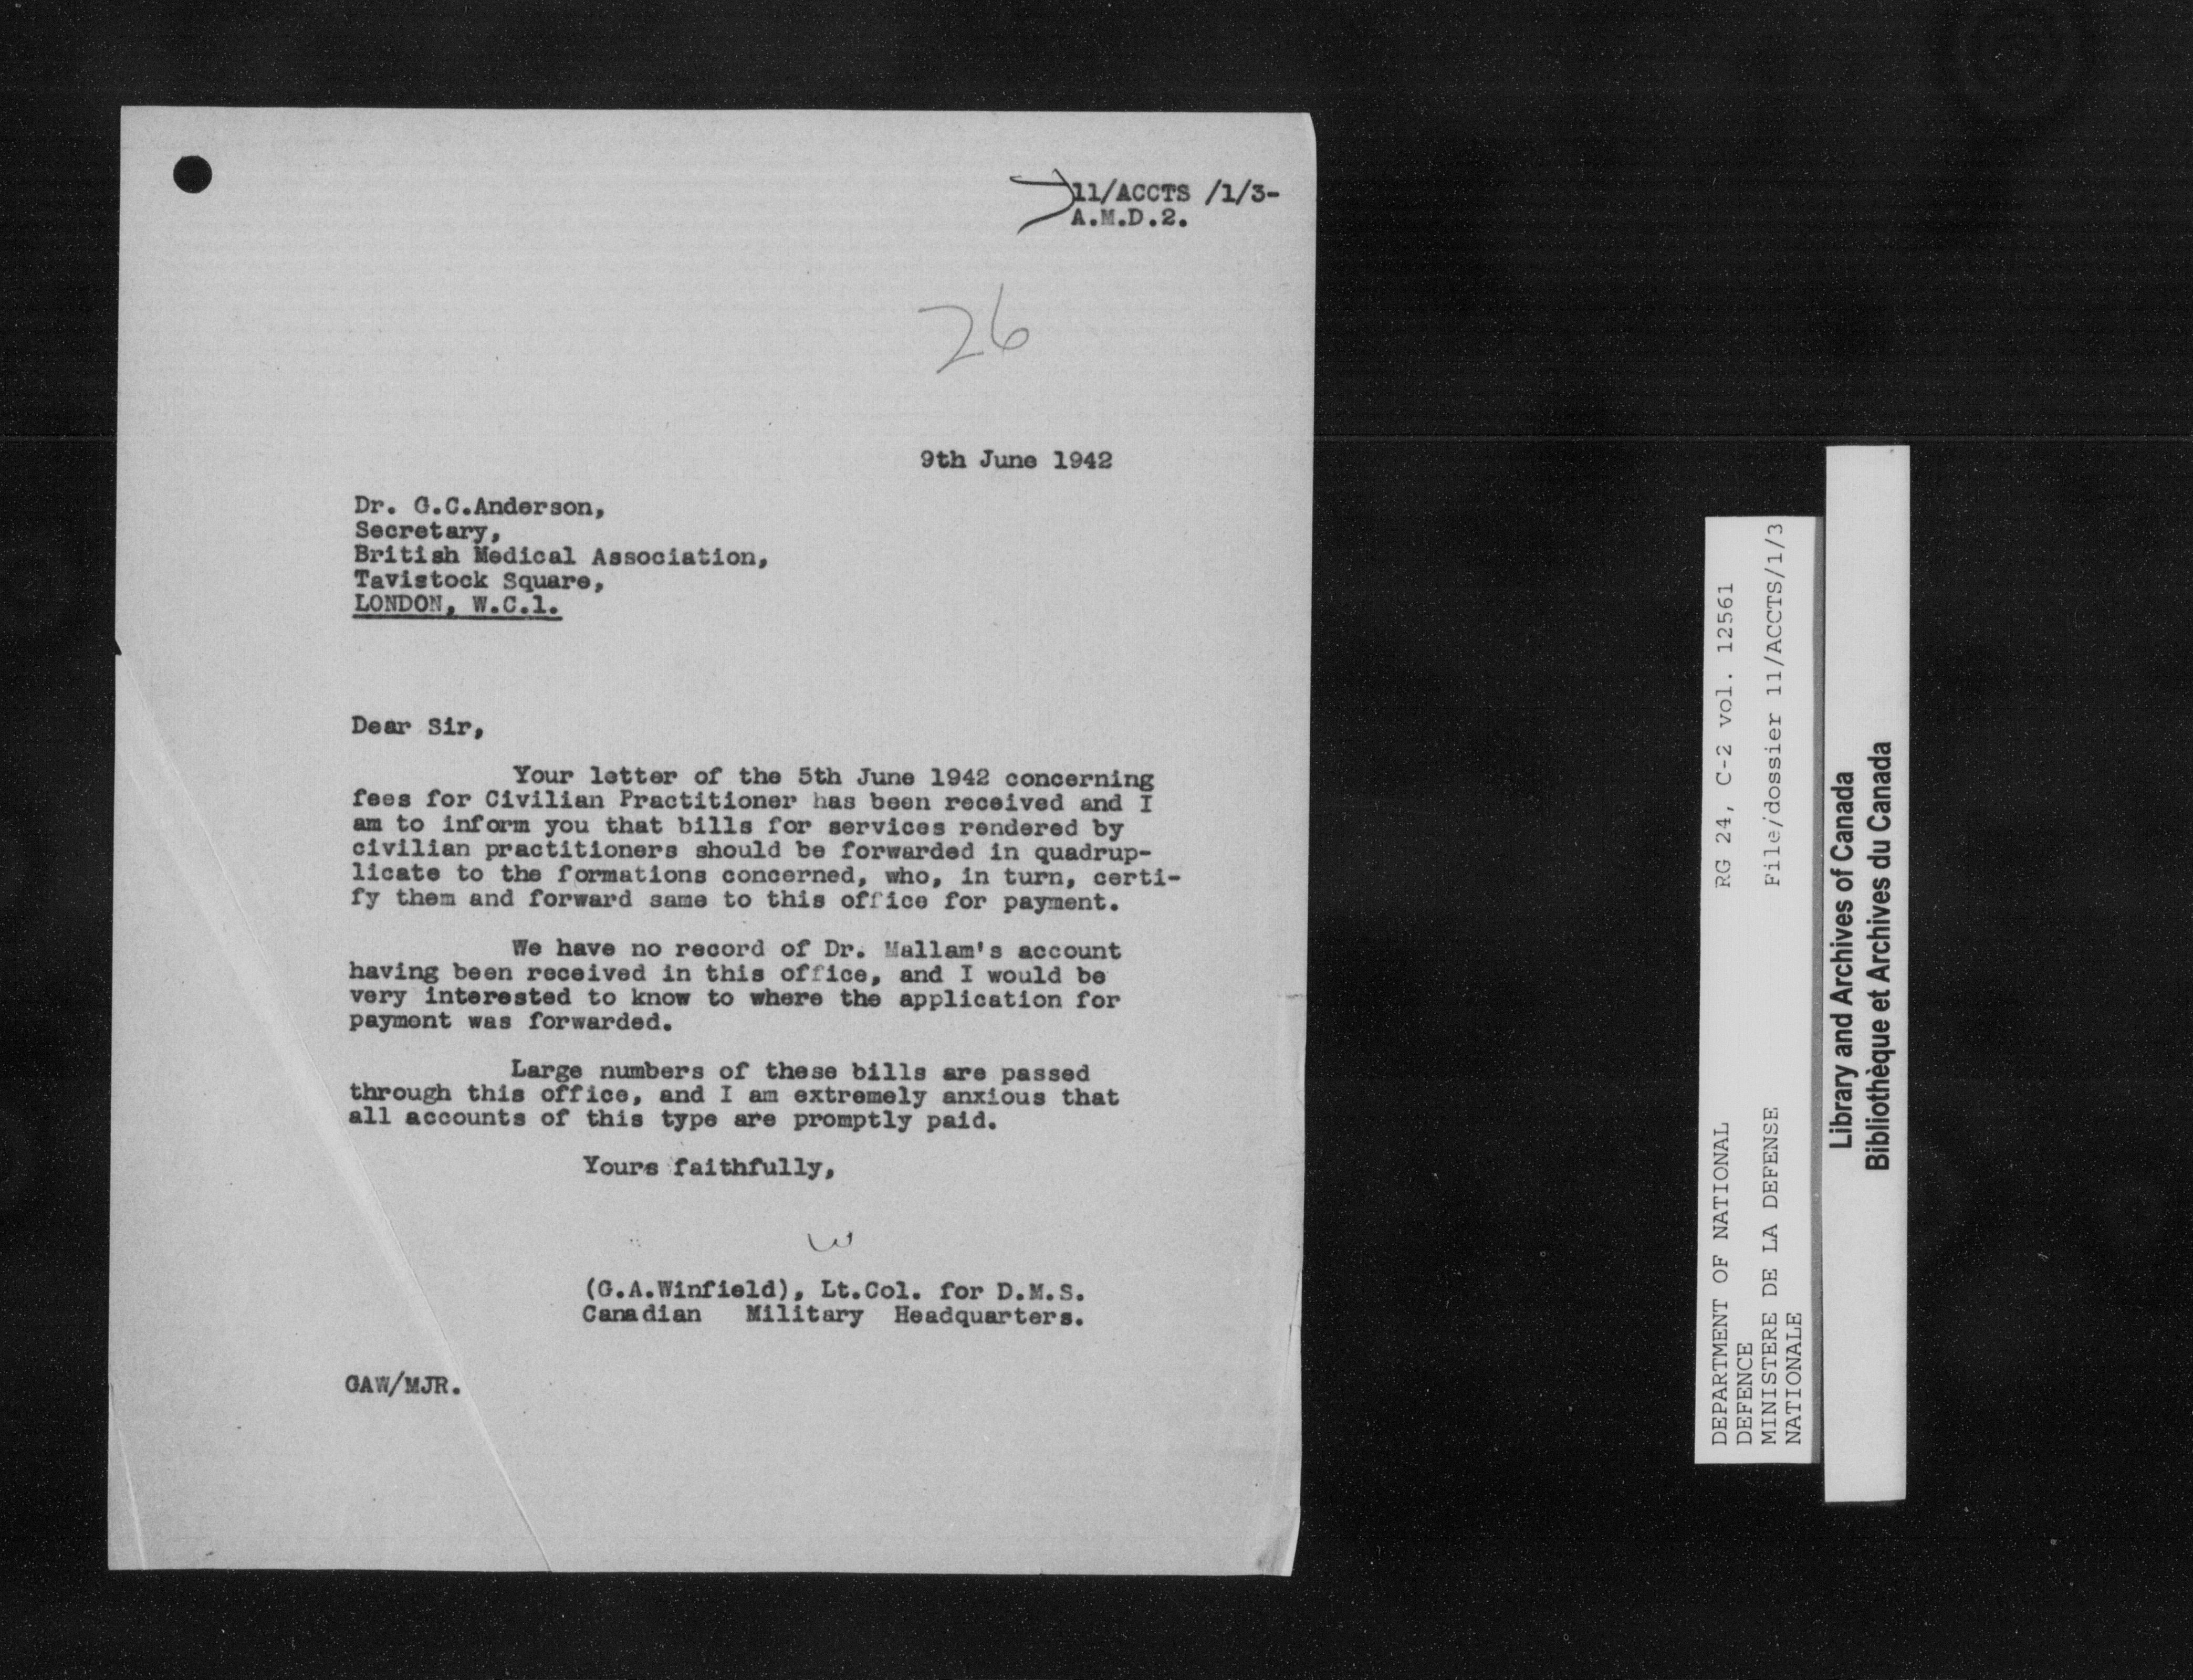 11/ACCTS /1/3-
A.M.D.2.
26
9th June 1942
Dr. G.C.Anderson,
Secretary,
British Medical Association,
Tavistock Square,
LONDON, W.C.1.
Dear Sir,
Your letter of the 5th June 1942 concerning
fees for Civilian Practitioner has been received and I
am to inform you that bills for services rendered by
civilian practitioners should be forwarded in quadrup-
licate to the formations concerned, who, in turn, certi-
fy them and forward same to this office for payment.
We have no record of Dr. Mallam's account
having been received in this office, and I would be
very interested to know to where the application for
payment was forwarded.
Large numbers of these bills are passed
through this office, and I am extremely anxious that
all accounts of this type are promptly paid.
Yours faithfully,
(G.A.Winfield), Lt.Col. for D.M.S.
Canadian Military Headquarters.
GAW/MJR.
DEPARTMENT OF NATIONAL RG 24, C-2 vol. 12561
DEFENCE
MINISTERE DE LA DEFENSE File/dossier 11/ACCTS/1/3
NATIONALE
Library and Archives of Canada
Bibliothèque et Archives du Canada